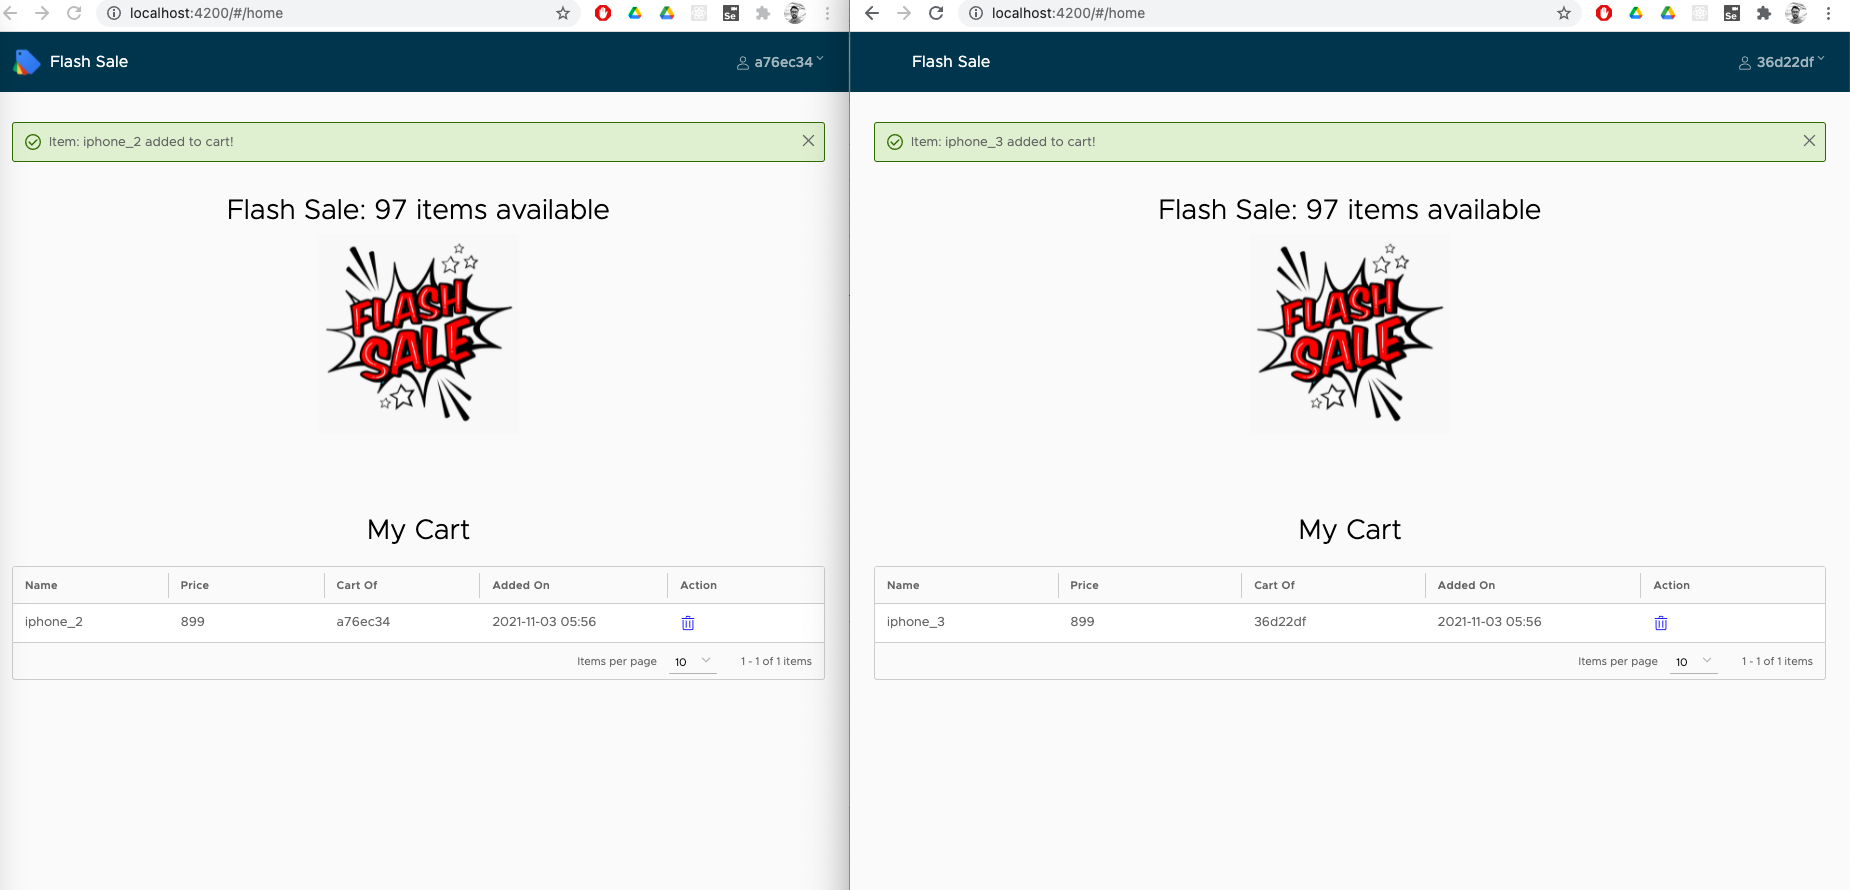 localhost:4200/#/home
Se
Flash Sale
a76ec34
Item: iphone_2 added to cart!
Flash Sale: 97 items available
FLASH
SALE
My Cart
Name Price Cart Of Added On Action
iphone_2 899 a76ec34 2021-11-03 05:56
Items per page 10 1 - 1 of 1 items
localhost:4200/#/home
Se
Flash Sale
36d22df
Item: iphone_3 added to cart!
Flash Sale: 97 items available
FLASH
SALE
My Cart
Name Price Cart Of Added On Action
iphone_3 899 36d22df 2021-11-03 05:56
Items per page 10 1 - 1 of 1 items